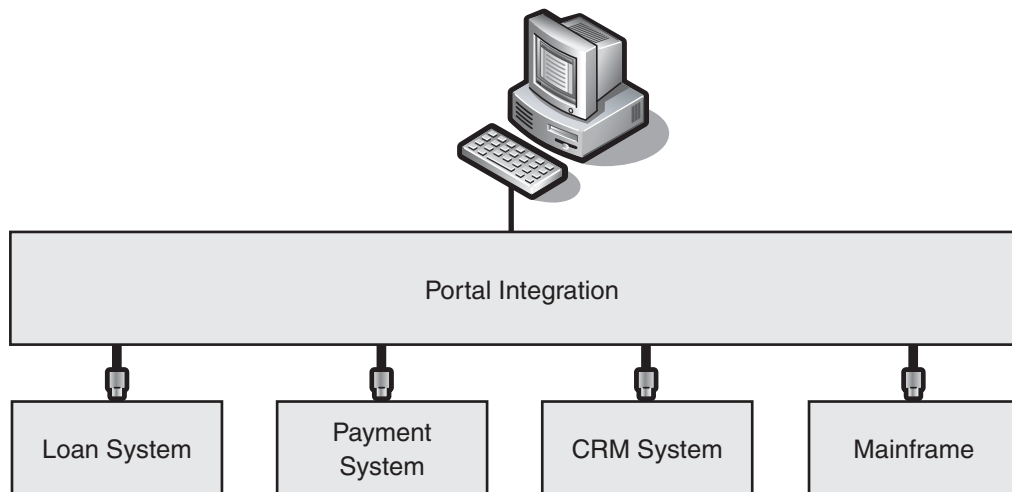 Portal Integration
Loan System
Payment
System
CRM System
Mainframe